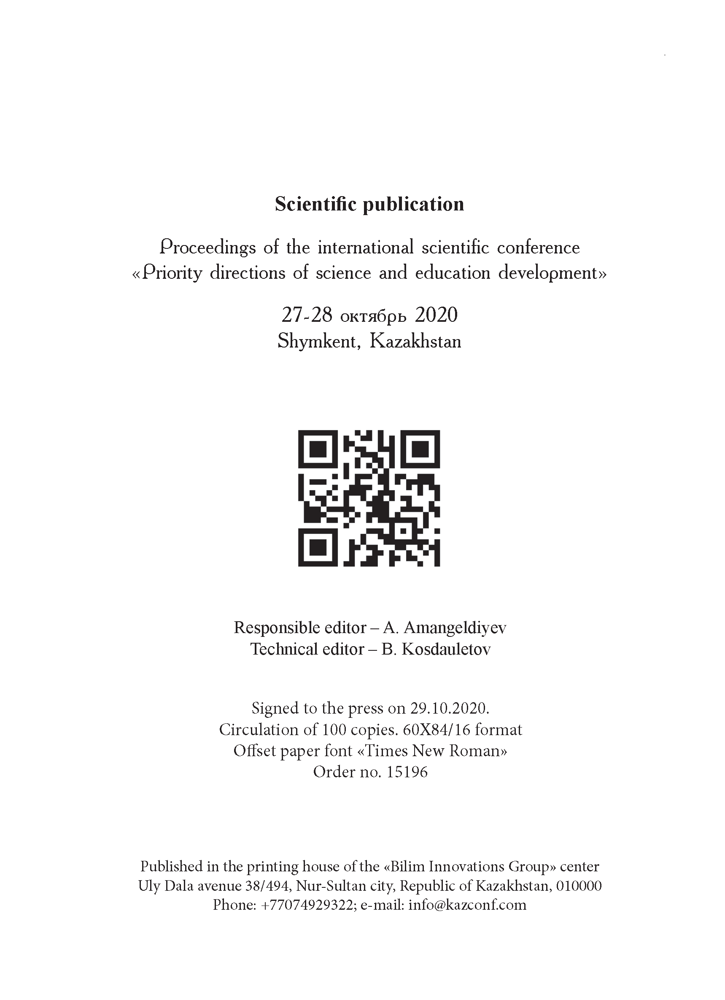 Scientific publication
Proceedings of the international scientific conference
«Priority directions of science and education development»
27-28 октябрь 2020
Shymkent, Kazakhstan
Responsible editor – A. Amangeldiyev
Technical editor – B. Kosdauletov
Signed to the press on 29.10.2020.
Circulation of 100 copies. 60X84/16 format
Offset paper font «Times New Roman»
Order no. 15196
Published in the printing house of the «Bilim Innovations Group» center
Uly Dala avenue 38/494, Nur-Sultan city, Republic of Kazakhstan, 010000
Phone: +77074929322; e-mail: info@kazconf.com